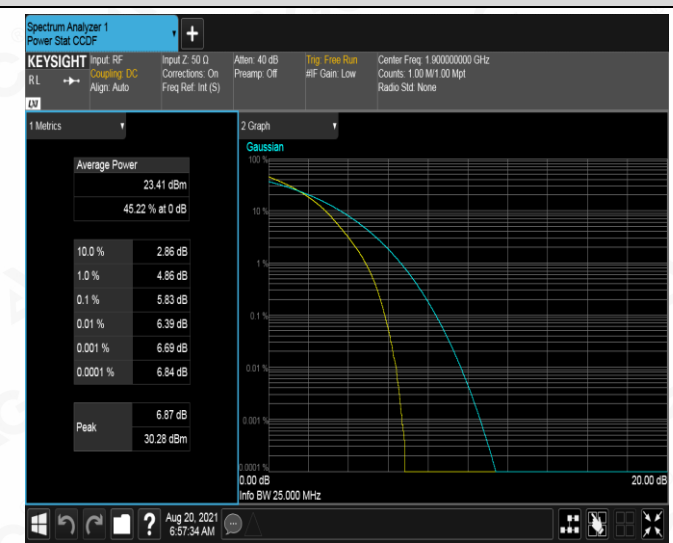 Spectrum Analyzer 1
Power Stat CCDF
+
KEYSIGHT
RL
LXI
Input: RF
Coupling: DC
Align: Auto
Input Z: 50 Ω
Corrections: On
Freq Ref: Int (S)
Atten: 40 dB
Preamp: Off
Trig: Free Run
#IF Gain: Low
Center Freq: 1.900000000 GHz
Counts: 1.00 M/1.00 Mpt
Radio Std: None
1 Metrics
Average Power
23.41 dBm
45.22 % at 0 dB
10.0 % 2.86 dB
1.0 % 4.86 dB
0.1 % 5.83 dB
0.01 % 6.39 dB
0.001 % 6.69 dB
0.0001 % 6.84 dB
Peak
6.87 dB
30.28 dBm
2 Graph
Gaussian
100 %
10 %
1 %
0.1 %
0.01 %
0.001 %
0.0001 %
0.00 dB 20.00 dB
Info BW 25.000 MHz
?
Aug 20, 2021
6:57:34 AM